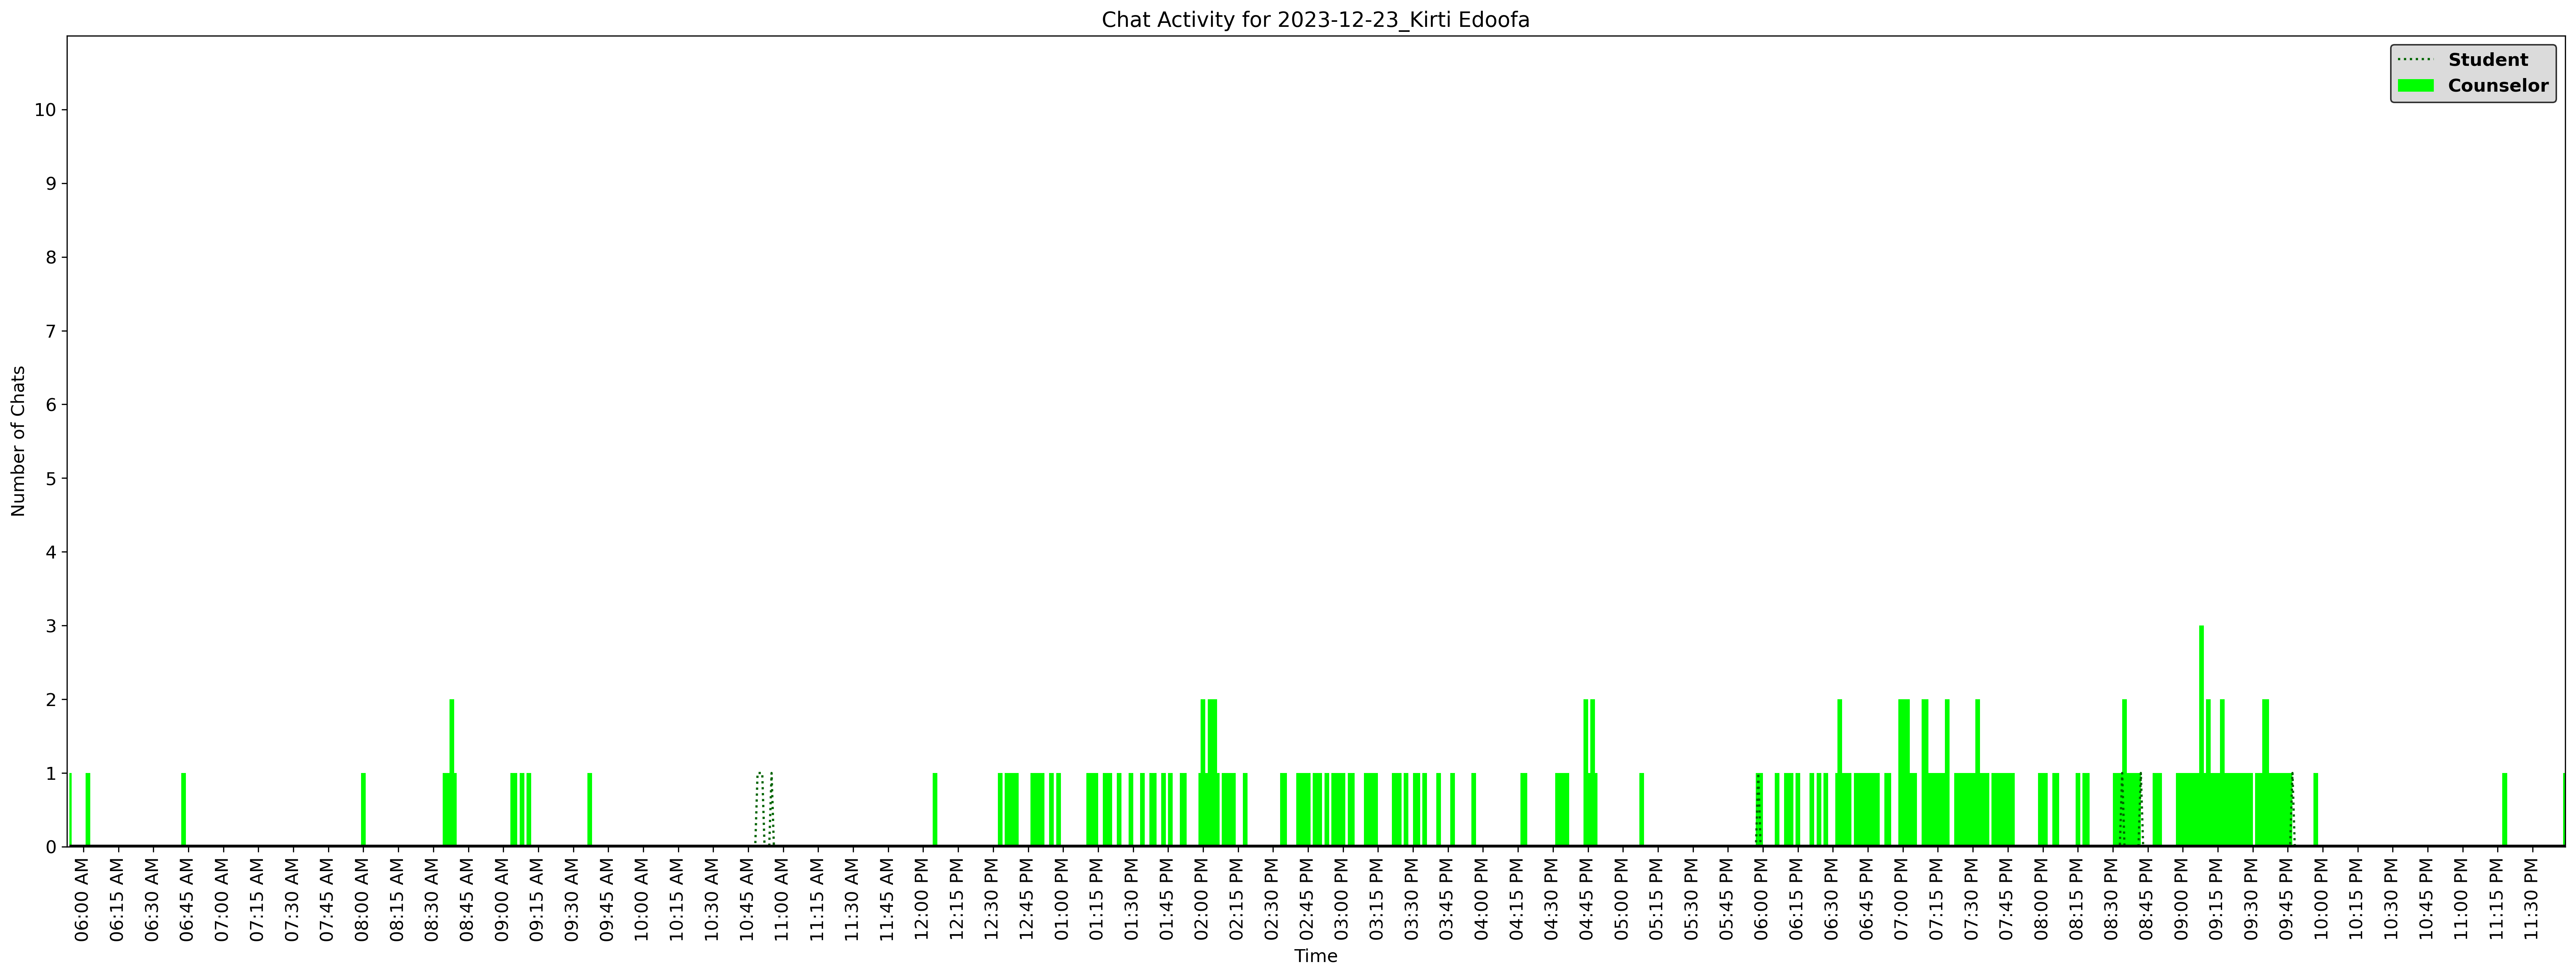 Chat Activity for 2023-12-23_Kirti Edoofa
Student
Counselor
Number of Chats
10
9
8
7
6
5
4
3
2
1
0
06:00 AM
06:15 AM
06:30 AM
06:45 AM
07:00 AM
07:15 AM
07:30 AM
07:45 AM
08:00 AM
08:15 AM
08:30 AM
08:45 AM
09:00 AM
09:15 AM
09:30 AM
09:45 AM
10:00 AM
10:15 AM
10:30 AM
10:45 AM
11:00 AM
11:15 AM
11:30 AM
11:45 AM
12:00 PM
12:15 PM
12:30 PM
12:45 PM
01:00 PM
01:15 PM
01:30 PM
01:45 PM
02:00 PM
02:15 PM
02:30 PM
02:45 PM
03:00 PM
03:15 PM
03:30 PM
03:45 PM
04:00 PM
04:15 PM
04:30 PM
04:45 PM
05:00 PM
05:15 PM
05:30 PM
05:45 PM
06:00 PM
06:15 PM
06:30 PM
06:45 PM
07:00 PM
07:15 PM
07:30 PM
07:45 PM
08:00 PM
08:15 PM
08:30 PM
08:45 PM
09:00 PM
09:15 PM
09:30 PM
09:45 PM
10:00 PM
10:15 PM
10:30 PM
10:45 PM
11:00 PM
11:15 PM
11:30 PM
Time